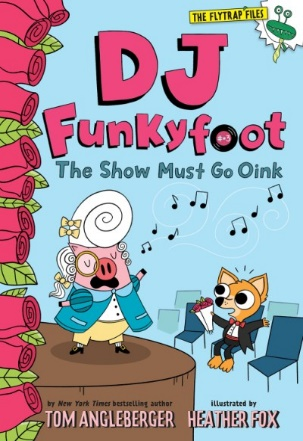 THE FLYTRAP FILES
DJ
Funkyfoot
The Show Must Go Oink
by New York Times bestselling author
TOM ANGLEBERGER
illustrated by
HEATHER FOX